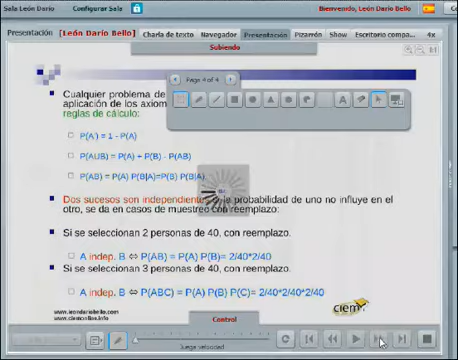 Sala León Darío
Configurar Sala
Bienvenido, León Darío Bello
Presentación
[León Darío Bello]
Charla de texto
Navegador
Presentación
Pizarrón
Show
Escritorio compa...
4x
Subiendo
Page 4 of 4
Cualquier problema de
aplicación de los axiom
reglas de cálculo:
P(A') = 1 - P(A)
P(AUB) = P(A) + P(B) - P(AB)
P(AB) = P(A) P(B|A)=P(B) P(B|A)
Dos sucesos son independientes la probabilidad de uno no influye en el
otro, se da en casos de muestreo con reemplazo:
Si se seleccionan 2 personas de 40, con reemplazo.
A indep. B ⇔ P(AB) = P(A) P(B)= 2/40*2/40
Si se seleccionan 3 personas de 40, con reemplazo.
A indep. B ⇔ P(ABC) = P(A) P(B) P(C)= 2/40*2/40*2/40
www.leondariobello.com
www.ciemonline.info
ciem
Control
velocidad